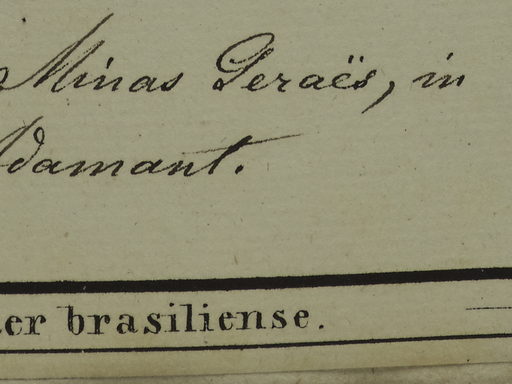 Minas Geraës, in
damant.
er brasiliense.